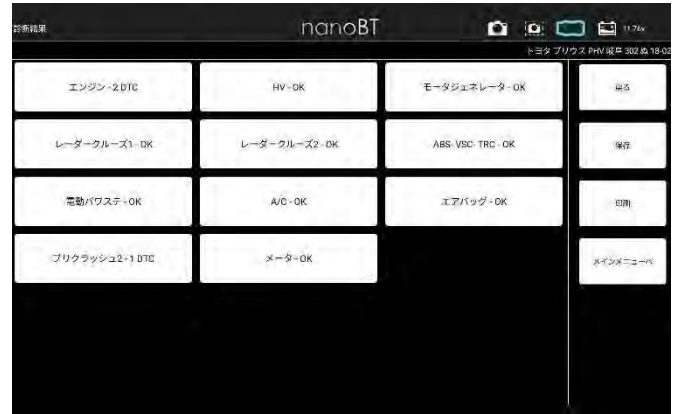 診断結果
nanoBT
11.76v
トヨタ プリウス PHV 岐阜 302 ぬ 18-02
エンジン - 2 DTC
HV - OK
モータジェネレータ - OK
戻る
レーダークルーズ1 - OK
レーダークルーズ2 - OK
ABS・VSC・TRC - OK
保存
電動パワステ - OK
A/C - OK
エアバッグ - OK
印刷
プリクラッシュ2 - 1 DTC
メータ - OK
メインメニューへ